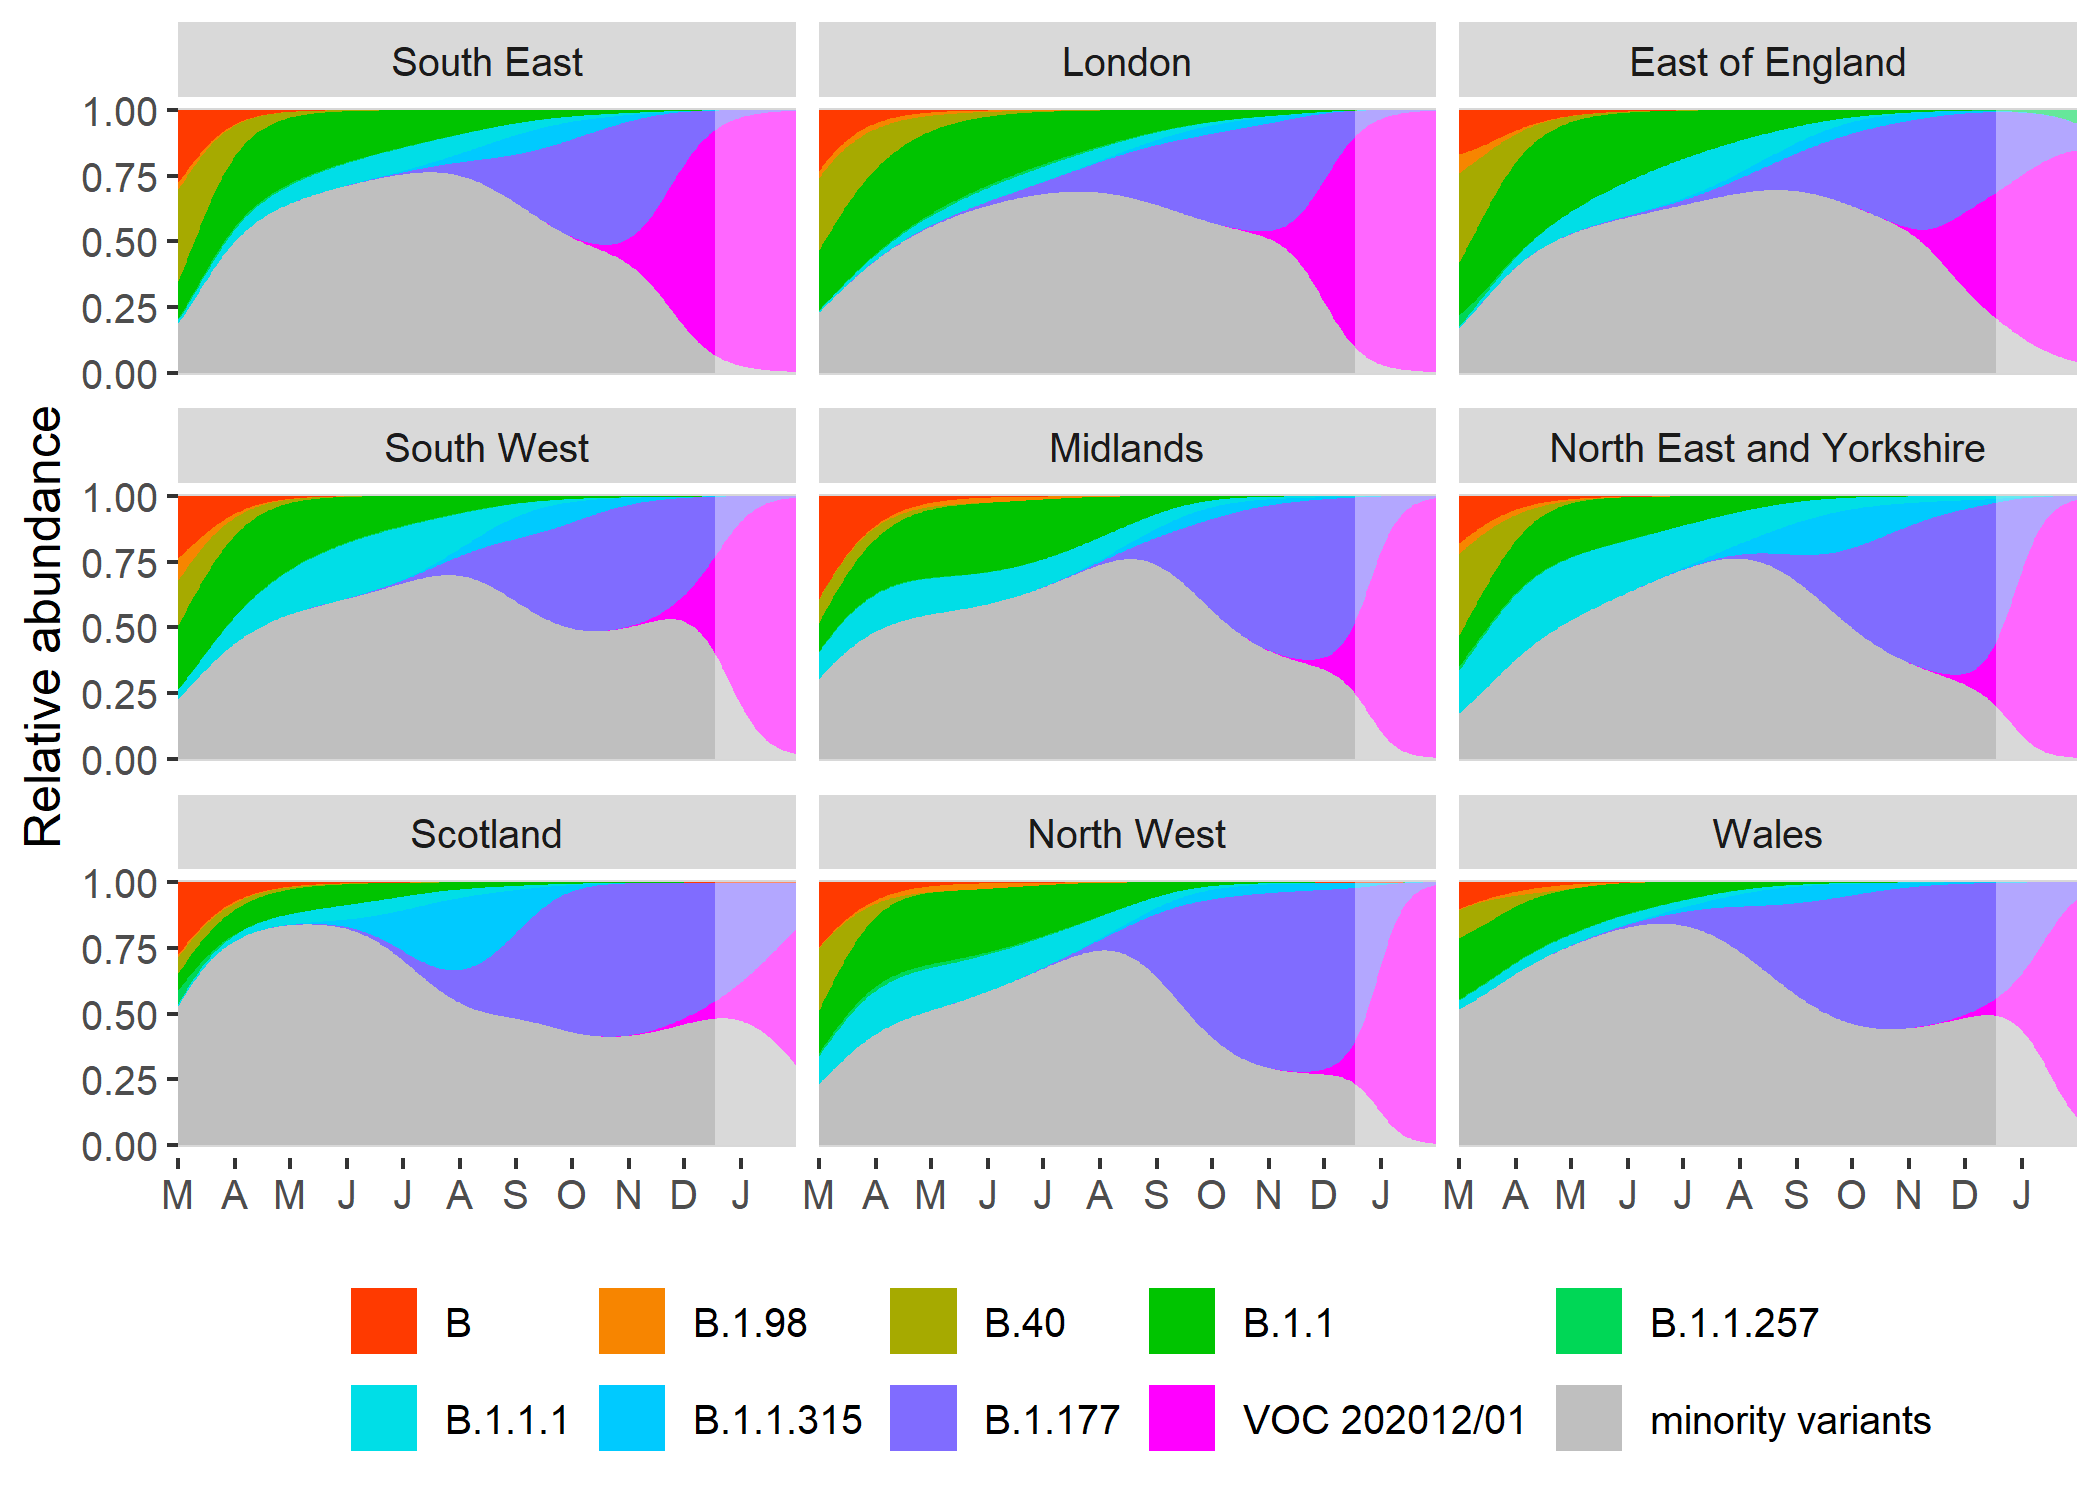 South East London East of England
1.00
0.75
0.50
0.25
0.00
South West Midlands North East and Yorkshire
1.00
0.75
0.50
0.25
0.00
Relative abundance
Scotland North West Wales
1.00
0.75
0.50
0.25
0.00
M A M J J A S O N D J M A M J J A S O N D J M A M J J A S O N D J
B B.1.98 B.40 B.1.1 B.1.1.257
B.1.1.1 B.1.1.315 B.1.177 VOC 202012/01 minority variants